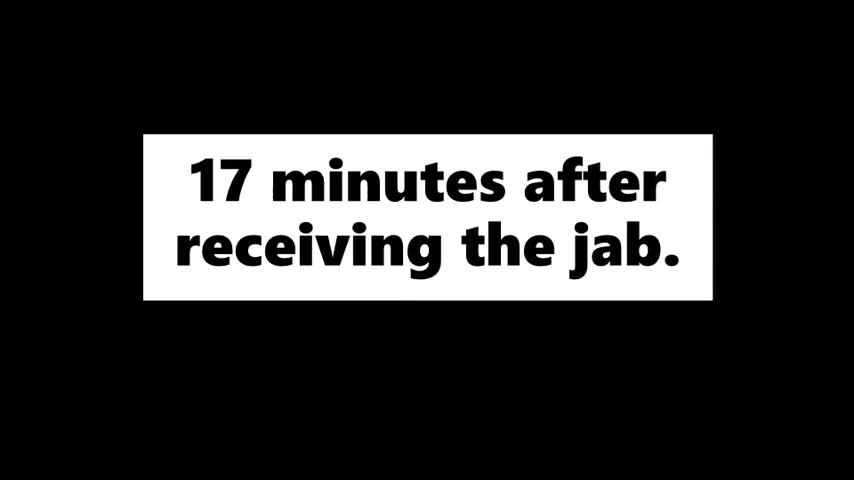 17 minutes after
receiving the jab.